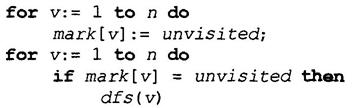 for v:= 1 to n do
mark[v]:= unvisited;
for v:= 1 to n do
if mark[v] = unvisited then
dfs(v)